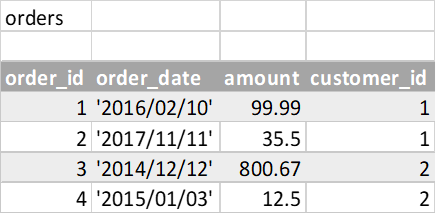 orders
order_id order_date amount customer_id
1 '2016/02/10' 99.99 1
2 '2017/11/11' 35.5 1
3 '2014/12/12' 800.67 2
4 '2015/01/03' 12.5 2